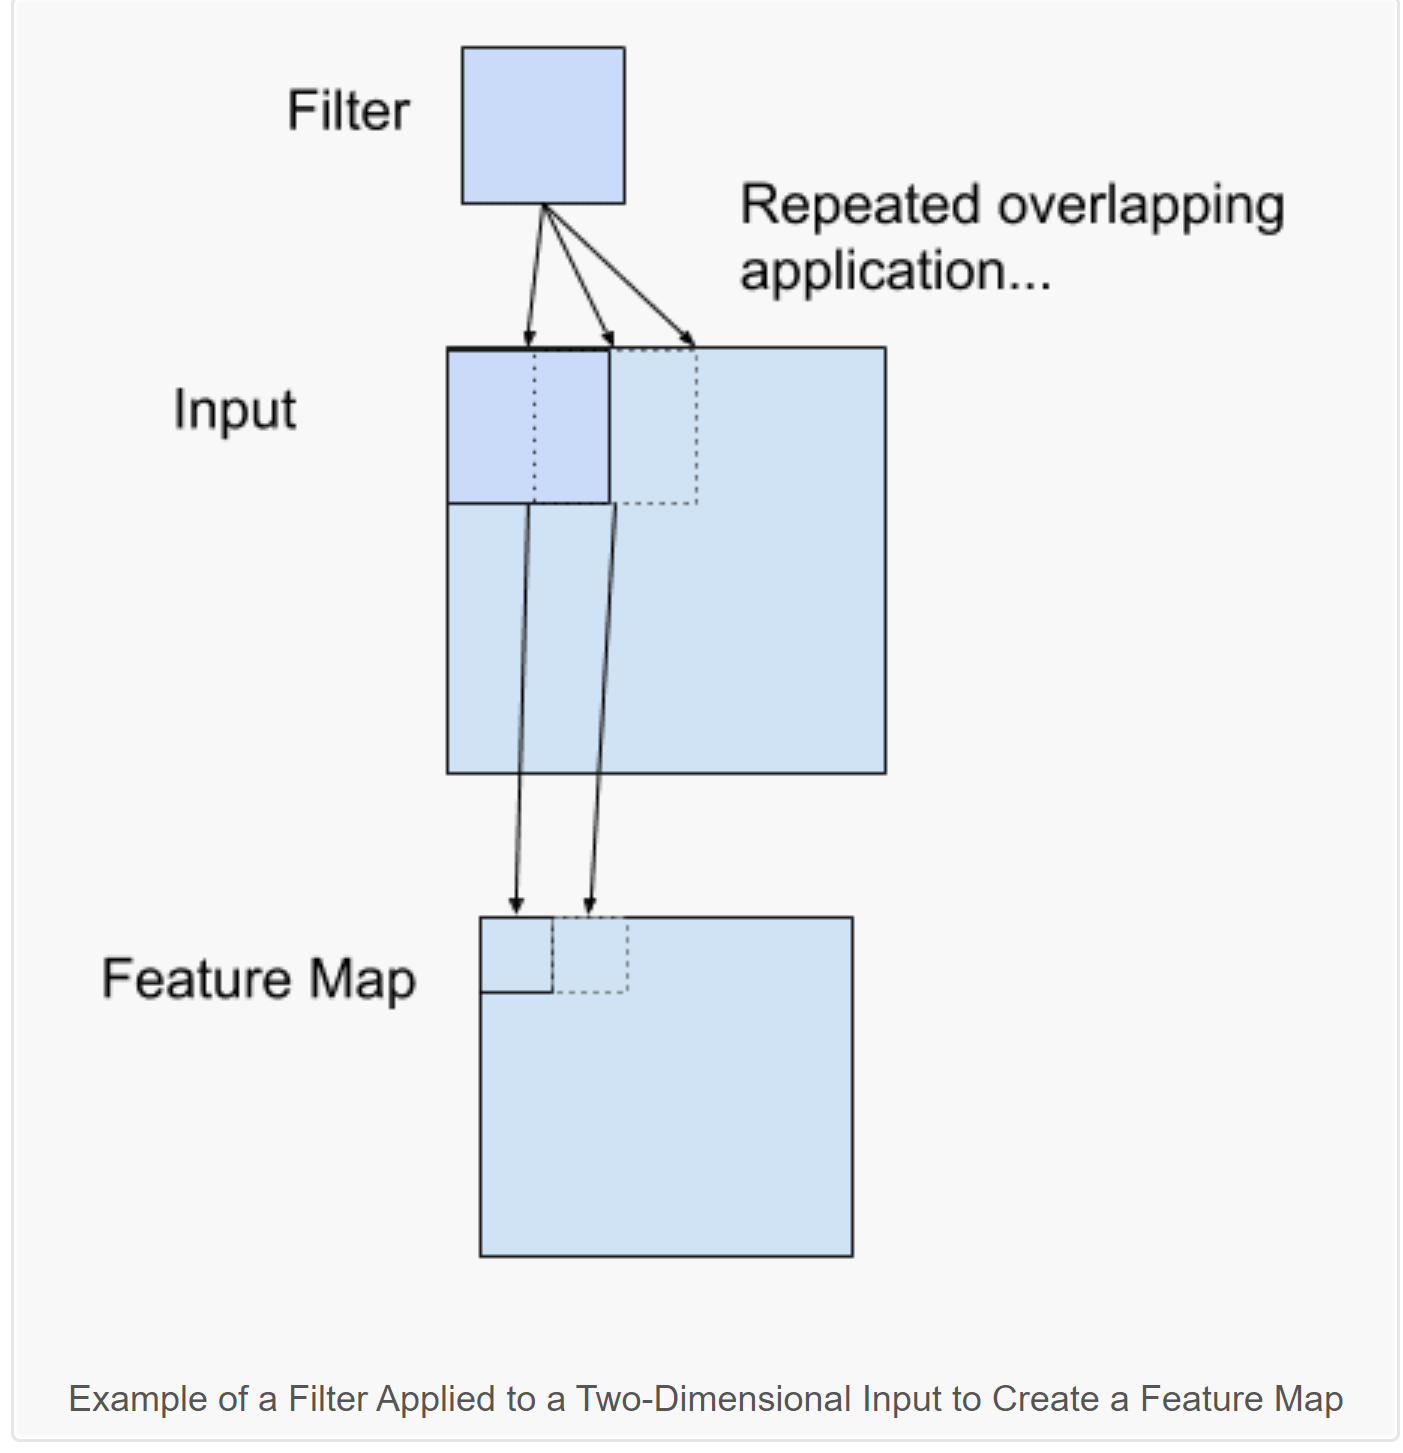 Filter
Repeated overlapping
application...
Input
Feature Map
Example of a Filter Applied to a Two-Dimensional Input to Create a Feature Map